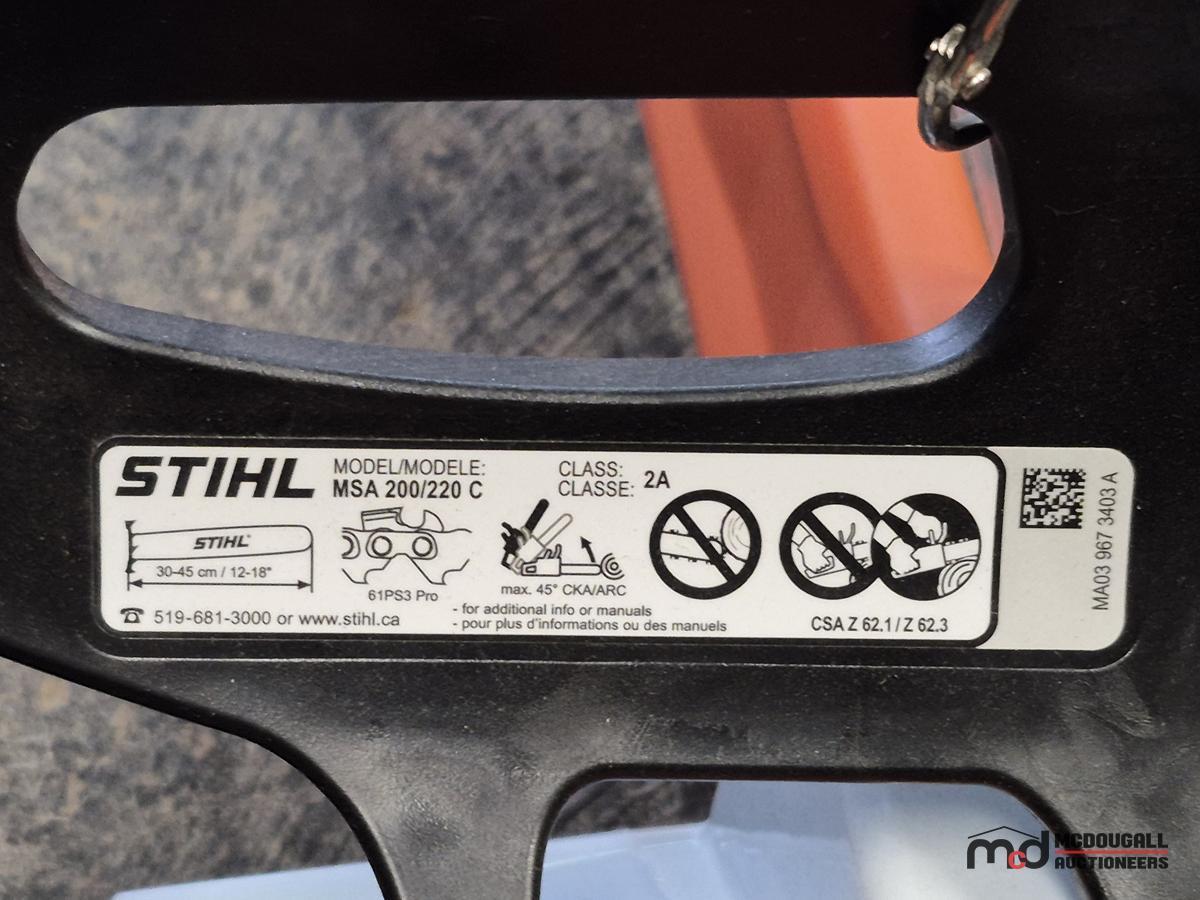 STIHL
MODEL/MODELE:
MSA 200/220 C
CLASS:
CLASSE: 2A
STIHL
30-45 cm / 12-18"
61PS3 Pro
max. 45° CKA/ARC
519-681-3000 or www.stihl.ca
- for additional info or manuals
- pour plus d'informations ou des manuels
CSA Z 62.1 / Z 62.3
MA03 967 3403 A
mcd MCDOUGALL
AUCTIONEERS